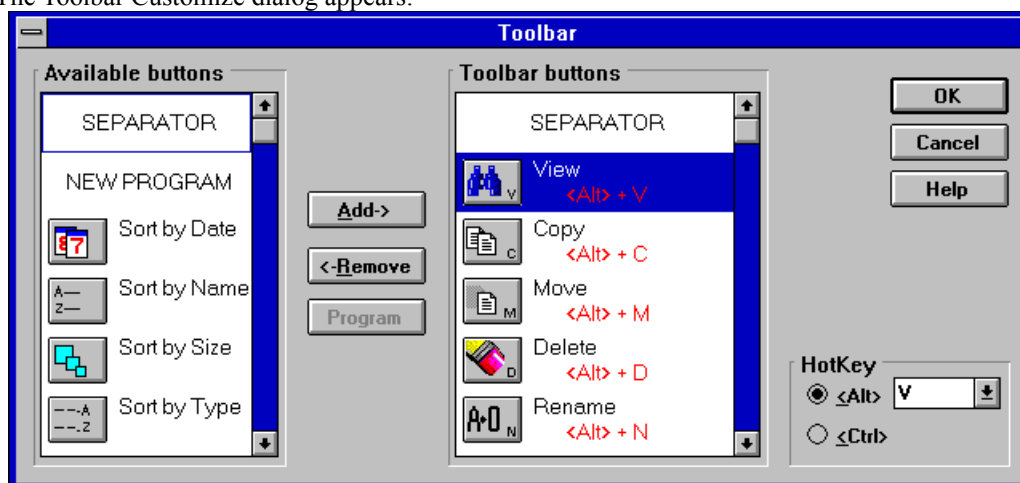 The Toolbar Customize dialog appears.
Toolbar
Available buttons
SEPARATOR
NEW PROGRAM
8 7
Sort by Date
A—
Z—
Sort by Name
Sort by Size
---A
---.Z
Sort by Type
Add->
<-Remove
Program
Toolbar buttons
SEPARATOR
V
View
<Alt> + V
C
Copy
<Alt> + C
M
Move
<Alt> + M
D
Delete
<Alt> + D
N
Rename
<Alt> + N
OK
Cancel
Help
HotKey
<Alt>
V
<Ctrl>